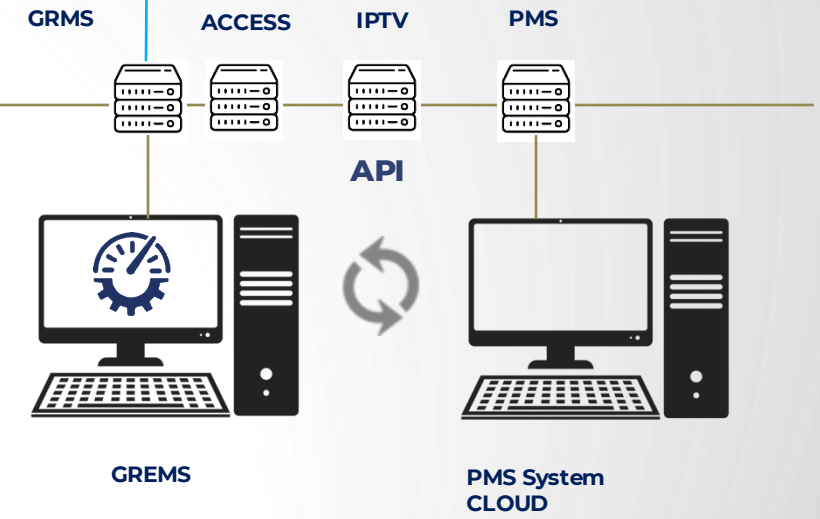 GRMS
ACCESS
IPTV
PMS
API
GREMS
PMS System
CLOUD